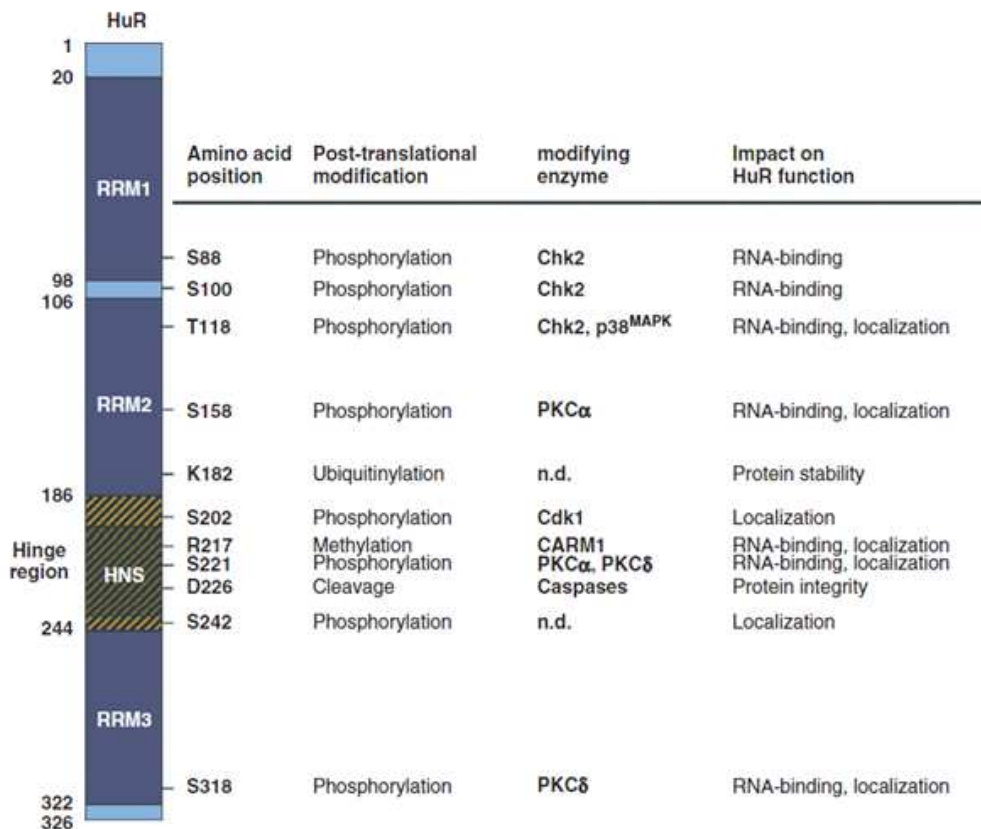 HuR
1
20
RRM1
98
106
RRM2
186
Hinge
region
HNS
244
RRM3
322
326
Amino acid position Post-translational modification modifying enzyme Impact on HuR function
S88 Phosphorylation Chk2 RNA-binding
S100 Phosphorylation Chk2 RNA-binding
T118 Phosphorylation Chk2, p38MAPK RNA-binding, localization
S158 Phosphorylation PKCα RNA-binding, localization
K182 Ubiquitinylation n.d. Protein stability
S202 Phosphorylation Cdk1 Localization
R217 Methylation CARM1 RNA-binding, localization
S221 Phosphorylation PKCα, PKCδ RNA-binding, localization
D226 Cleavage Caspases Protein integrity
S242 Phosphorylation n.d. Localization
S318 Phosphorylation PKCδ RNA-binding, localization